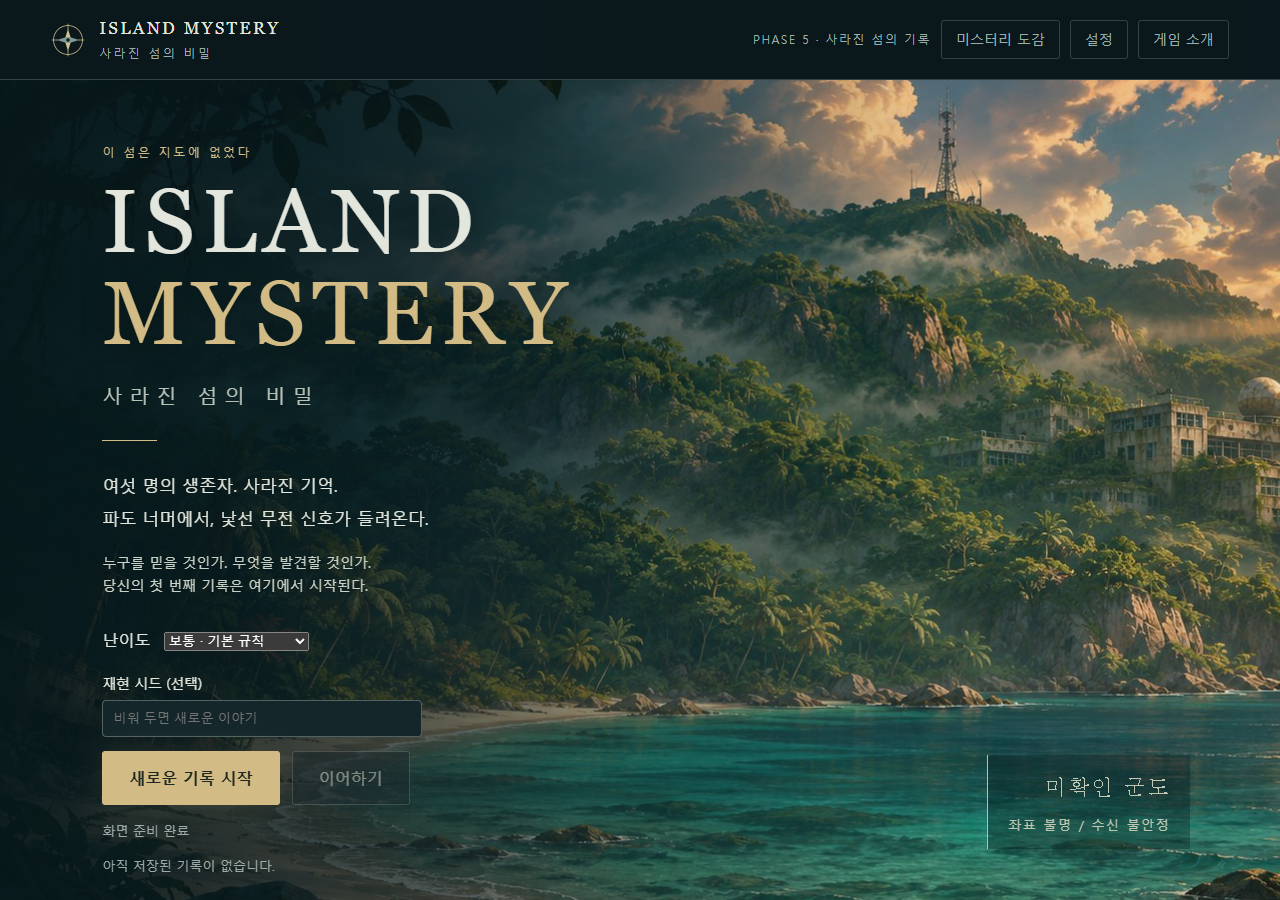 ISLAND MYSTERY
사라진 섬의 비밀
PHASE 5 · 사라진 섬의 기록
미스터리 도감
설정
게임 소개
이 섬은 지도에 없었다
ISLAND
MYSTERY
사라진 섬의 비밀
여섯 명의 생존자. 사라진 기억.
파도 너머에서, 낯선 무전 신호가 들려온다.
누구를 믿을 것인가. 무엇을 발견할 것인가.
당신의 첫 번째 기록은 여기에서 시작된다.
난이도 보통 · 기본 규칙
재현 시드 (선택)
비워 두면 새로운 이야기
새로운 기록 시작
이어하기
화면 준비 완료
아직 저장된 기록이 없습니다.
미확인 군도
좌표 불명 / 수신 불안정